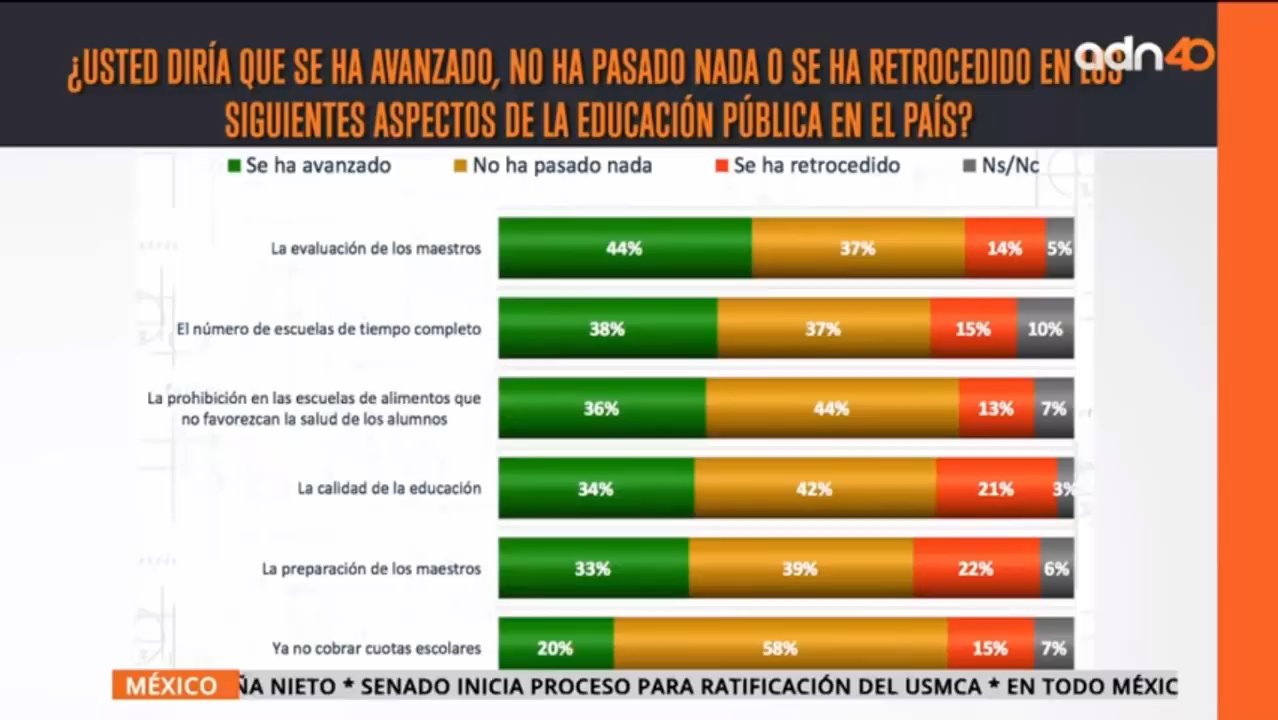 ¿USTED DIRÍA QUE SE HA AVANZADO, NO HA PASADO NADA O SE HA RETROCEDIDO EN LOS
adn40
SIGUIENTES ASPECTOS DE LA EDUCACIÓN PÚBLICA EN EL PAÍS?
Se ha avanzado No ha pasado nada Se ha retrocedido Ns/Nc
La evaluación de los maestros 44% 37% 14% 5%
El número de escuelas de tiempo completo 38% 37% 15% 10%
La prohibición en las escuelas de alimentos que
no favorezcan la salud de los alumnos 36% 44% 13% 7%
La calidad de la educación 34% 42% 21% 3%
La preparación de los maestros 33% 39% 22% 6%
Ya no cobrar cuotas escolares 20% 58% 15% 7%
MÉXICO ÑA NIETO * SENADO INICIA PROCESO PARA RATIFICACIÓN DEL USMCA * EN TODO MÉXIC